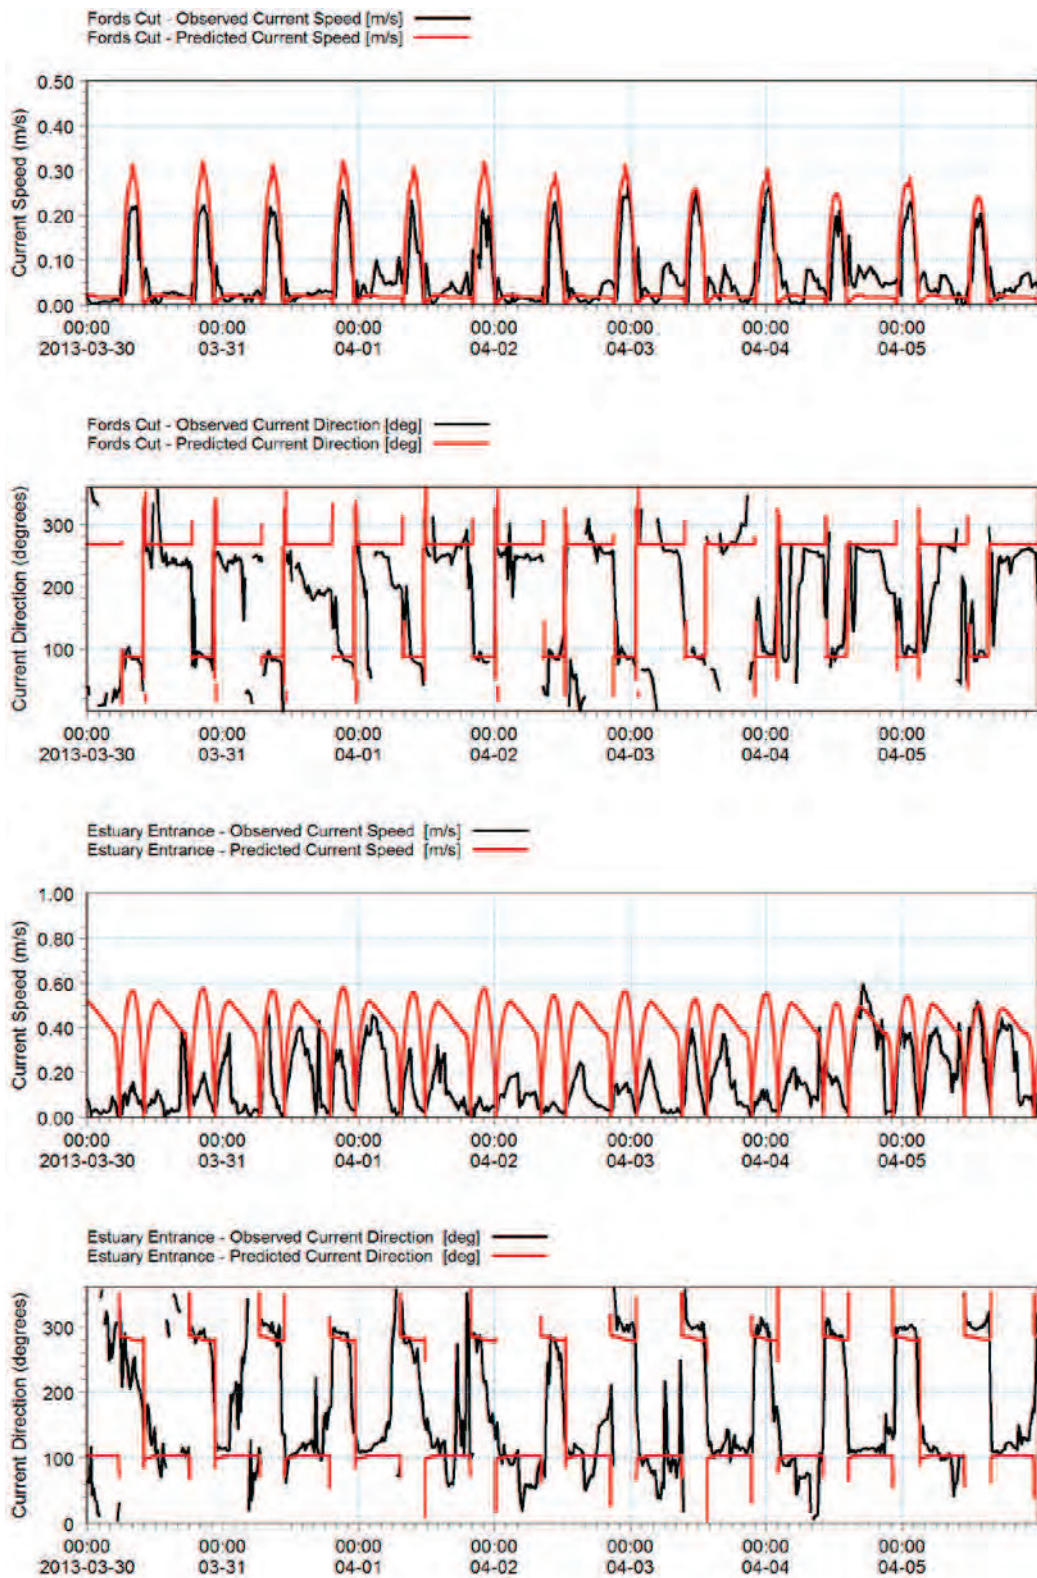 Fords Cut - Observed Current Speed [m/s]
Fords Cut - Predicted Current Speed [m/s]
0.50
0.40
0.30
0.20
0.10
0.00
Current Speed (m/s)
00:00 00:00 00:00 00:00 00:00 00:00 00:00
2013-03-30 03-31 04-01 04-02 04-03 04-04 04-05
Fords Cut - Observed Current Direction [deg]
Fords Cut - Predicted Current Direction [deg]
300
200
100
Current Direction (degrees)
00:00 00:00 00:00 00:00 00:00 00:00 00:00
2013-03-30 03-31 04-01 04-02 04-03 04-04 04-05
Estuary Entrance - Observed Current Speed [m/s]
Estuary Entrance - Predicted Current Speed [m/s]
1.00
0.80
0.60
0.40
0.20
0.00
Current Speed (m/s)
00:00 00:00 00:00 00:00 00:00 00:00 00:00
2013-03-30 03-31 04-01 04-02 04-03 04-04 04-05
Estuary Entrance - Observed Current Direction [deg]
Estuary Entrance - Predicted Current Direction [deg]
300
200
100
0
Current Direction (degrees)
00:00 00:00 00:00 00:00 00:00 00:00 00:00
2013-03-30 03-31 04-01 04-02 04-03 04-04 04-05